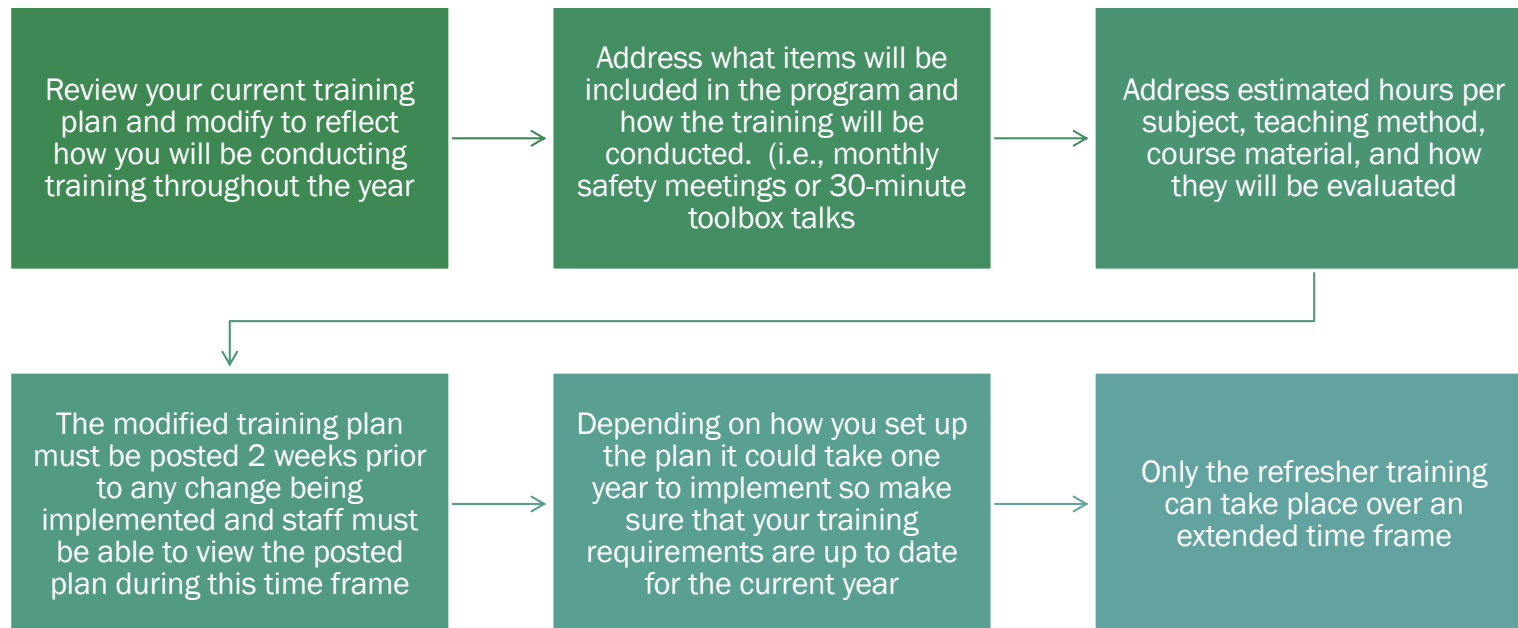 Review your current training
plan and modify to reflect
how you will be conducting
training throughout the year
Address what items will be
included in the program and
how the training will be
conducted.  (i.e., monthly
safety meetings or 30-minute
toolbox talks
Address estimated hours per
subject, teaching method,
course material, and how
they will be evaluated
The modified training plan
must be posted 2 weeks prior
to any change being
implemented and staff must
be able to view the posted
plan during this time frame
Depending on how you set up
the plan it could take one
year to implement so make
sure that your training
requirements are up to date
for the current year
Only the refresher training
can take place over an
extended time frame